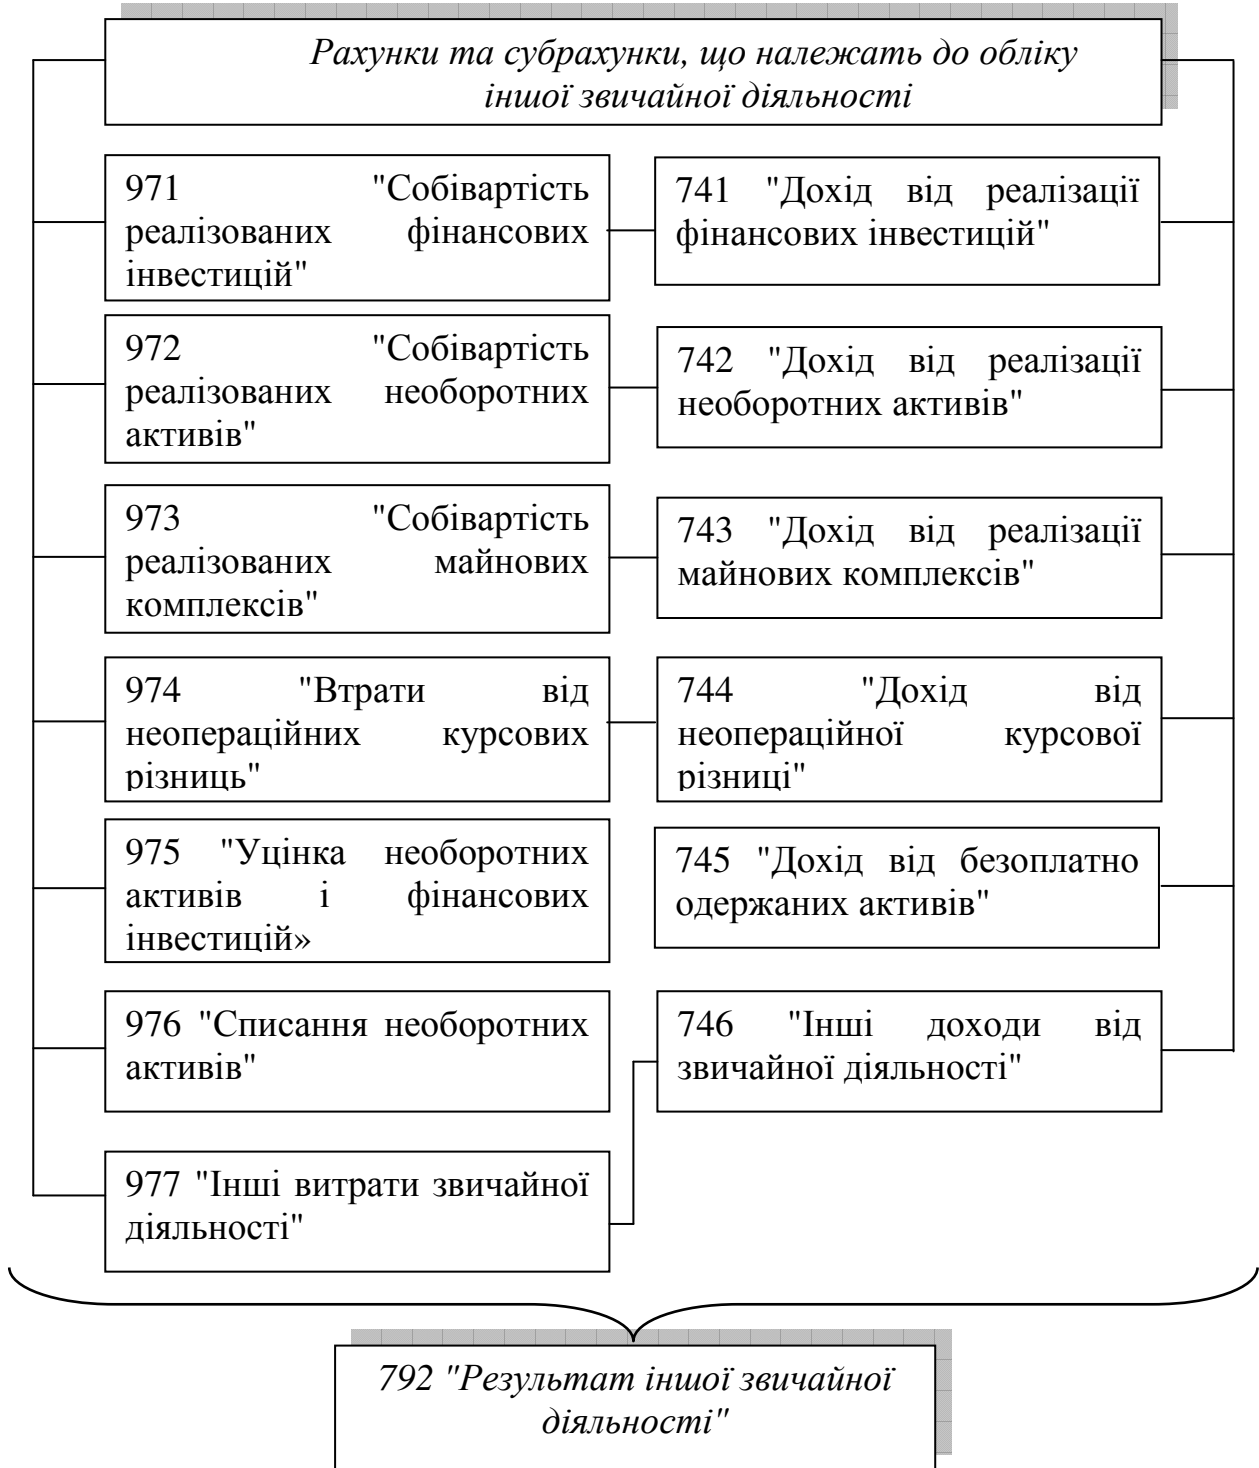 Рахунки та субрахунки, що належать до обліку
іншої звичайної діяльності
971 "Собівартість
реалізованих фінансових
інвестицій"
741 "Дохід від реалізації
фінансових інвестицій"
972 "Собівартість
реалізованих необоротних
активів"
742 "Дохід від реалізації
необоротних активів"
973 "Собівартість
реалізованих майнових
комплексів"
743 "Дохід від реалізації
майнових комплексів"
974 "Втрати від
неопераційних курсових
різниць"
744 "Дохід від
неопераційної курсової
різниці"
975 "Уцінка необоротних
активів і фінансових
інвестицій»
745 "Дохід від безоплатно
одержаних активів"
976 "Списання необоротних
активів"
746 "Інші доходи від
звичайної діяльності"
977 "Інші витрати звичайної
діяльності"
792 "Результат іншої звичайної
діяльності"